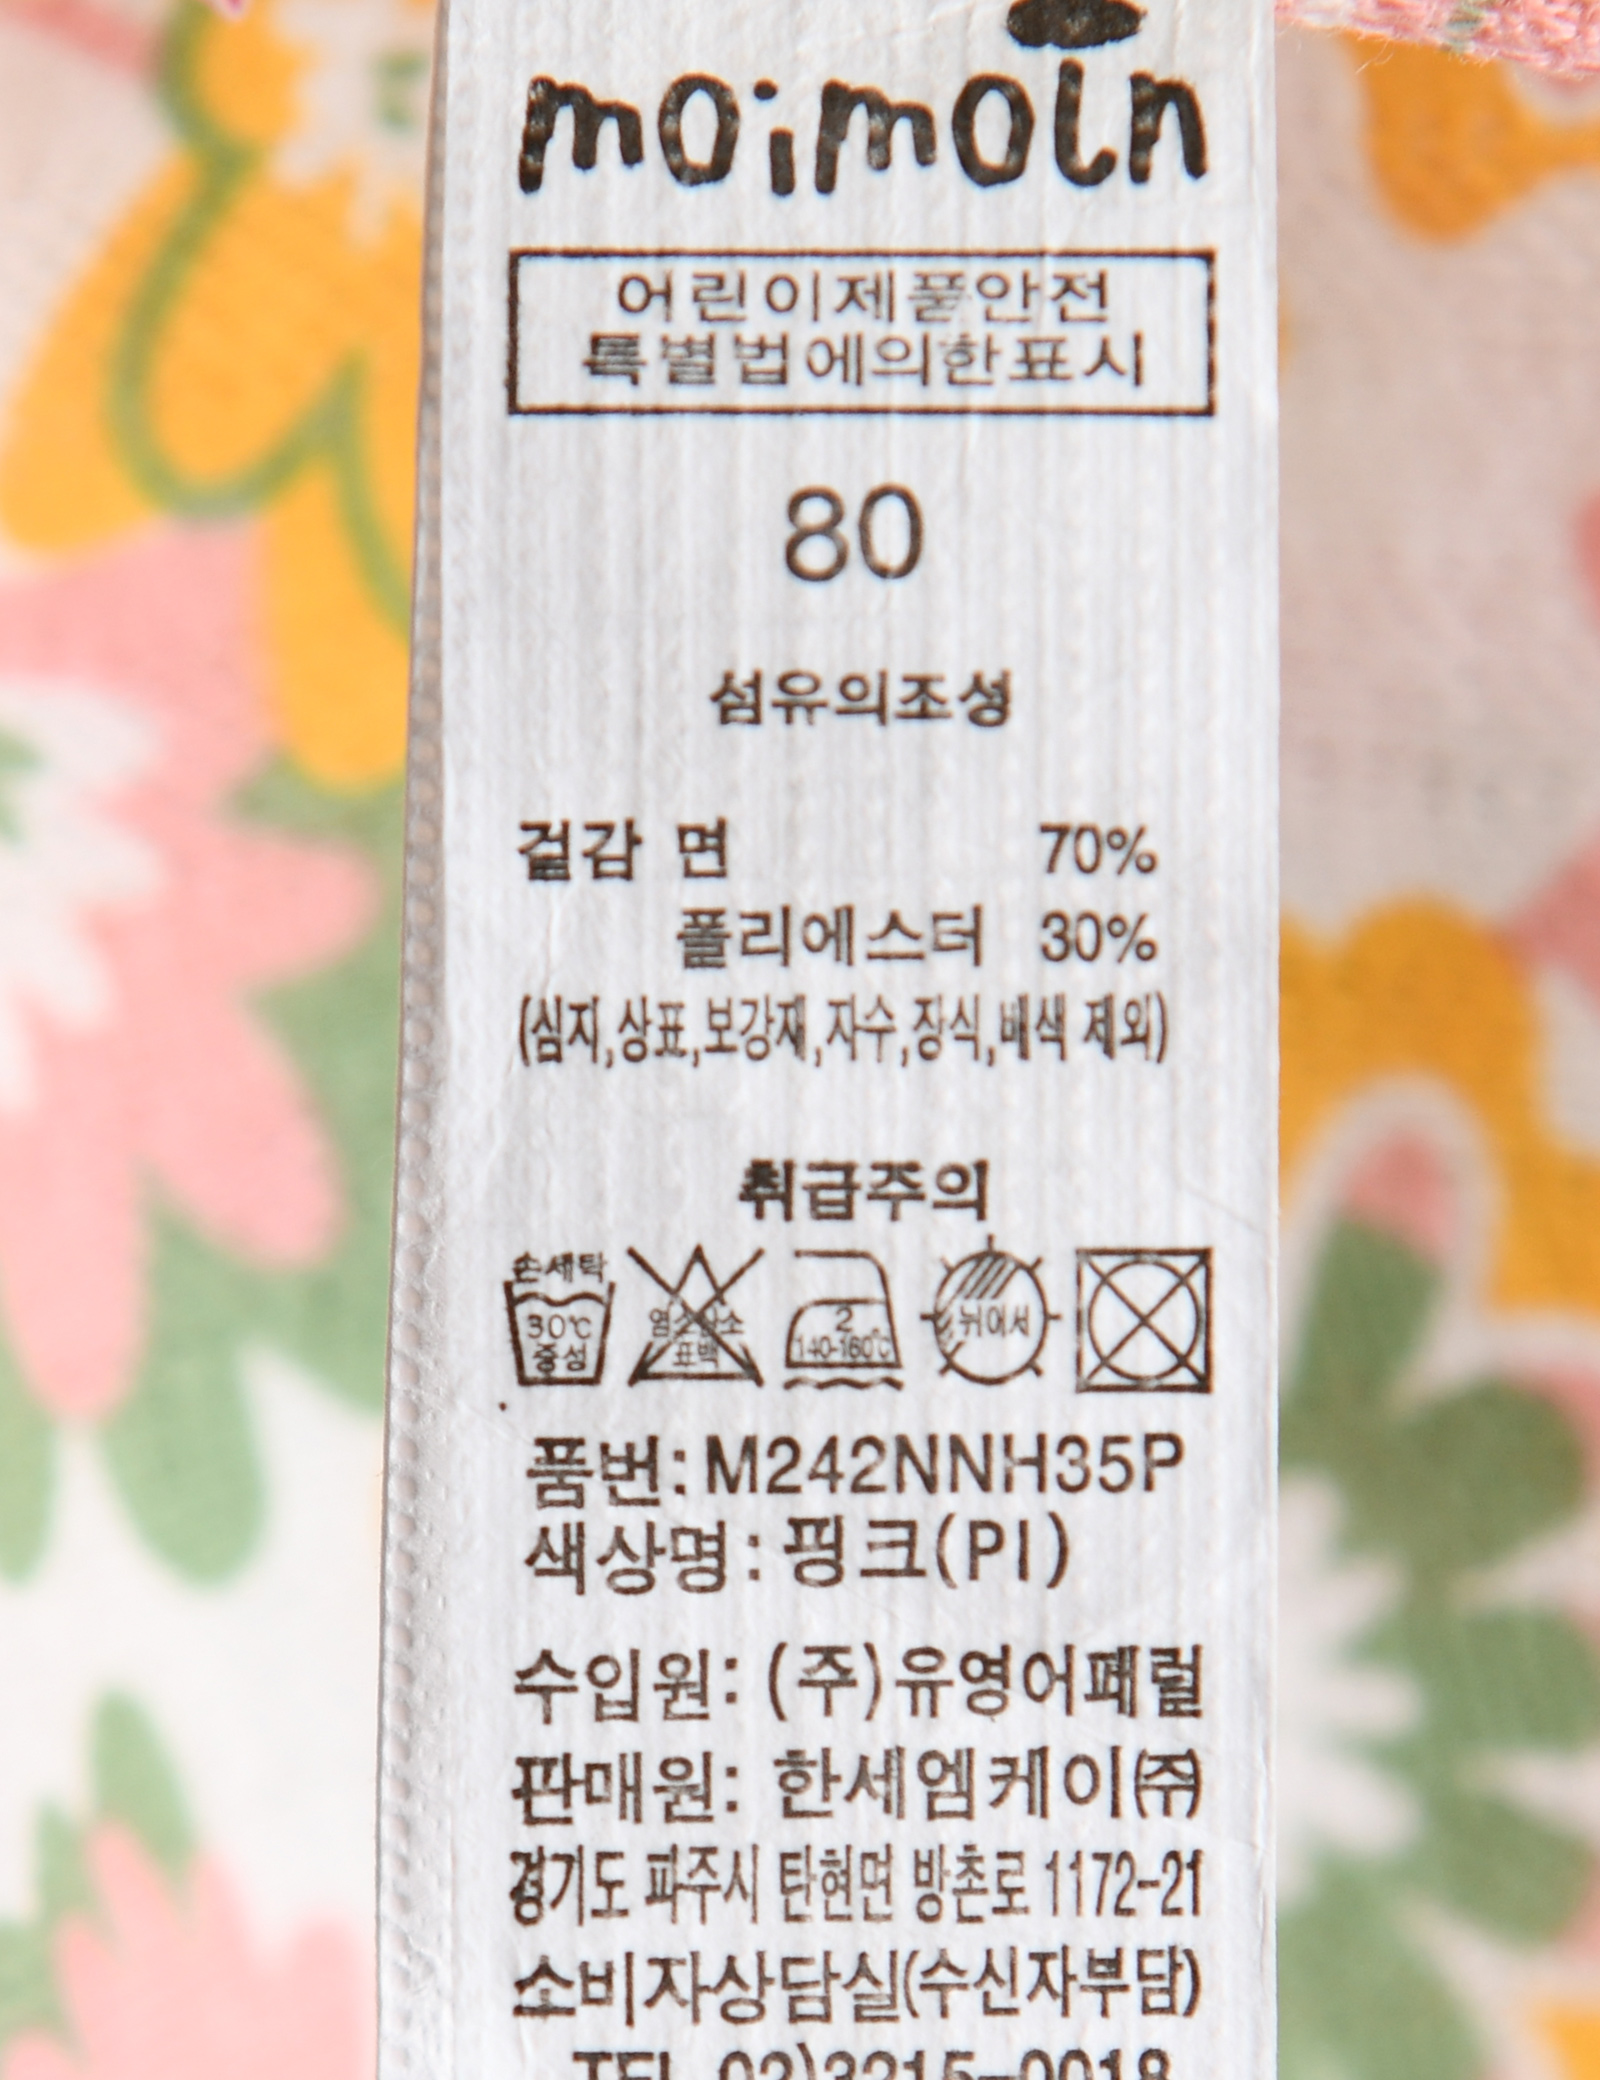 moimoln
어린이제품안전
특별법에의한표시
80
섬유의조성
겉감 면 70%
폴리에스터 30%
(심지,상표,보강재,자수,장식,배색 제외)
취급주의
손세탁
30℃
중성
염소산소
표백
2
140-160℃
뉘어서
품번:M242NNH35P
색상명:핑크(PI)
수입원: (주)유영어패럴
판매원: 한세엠케이㈜
경기도 파주시 탄현면 방촌로 1172-21
소비자상담실(수신자부담)
TEL 02)3215-0018